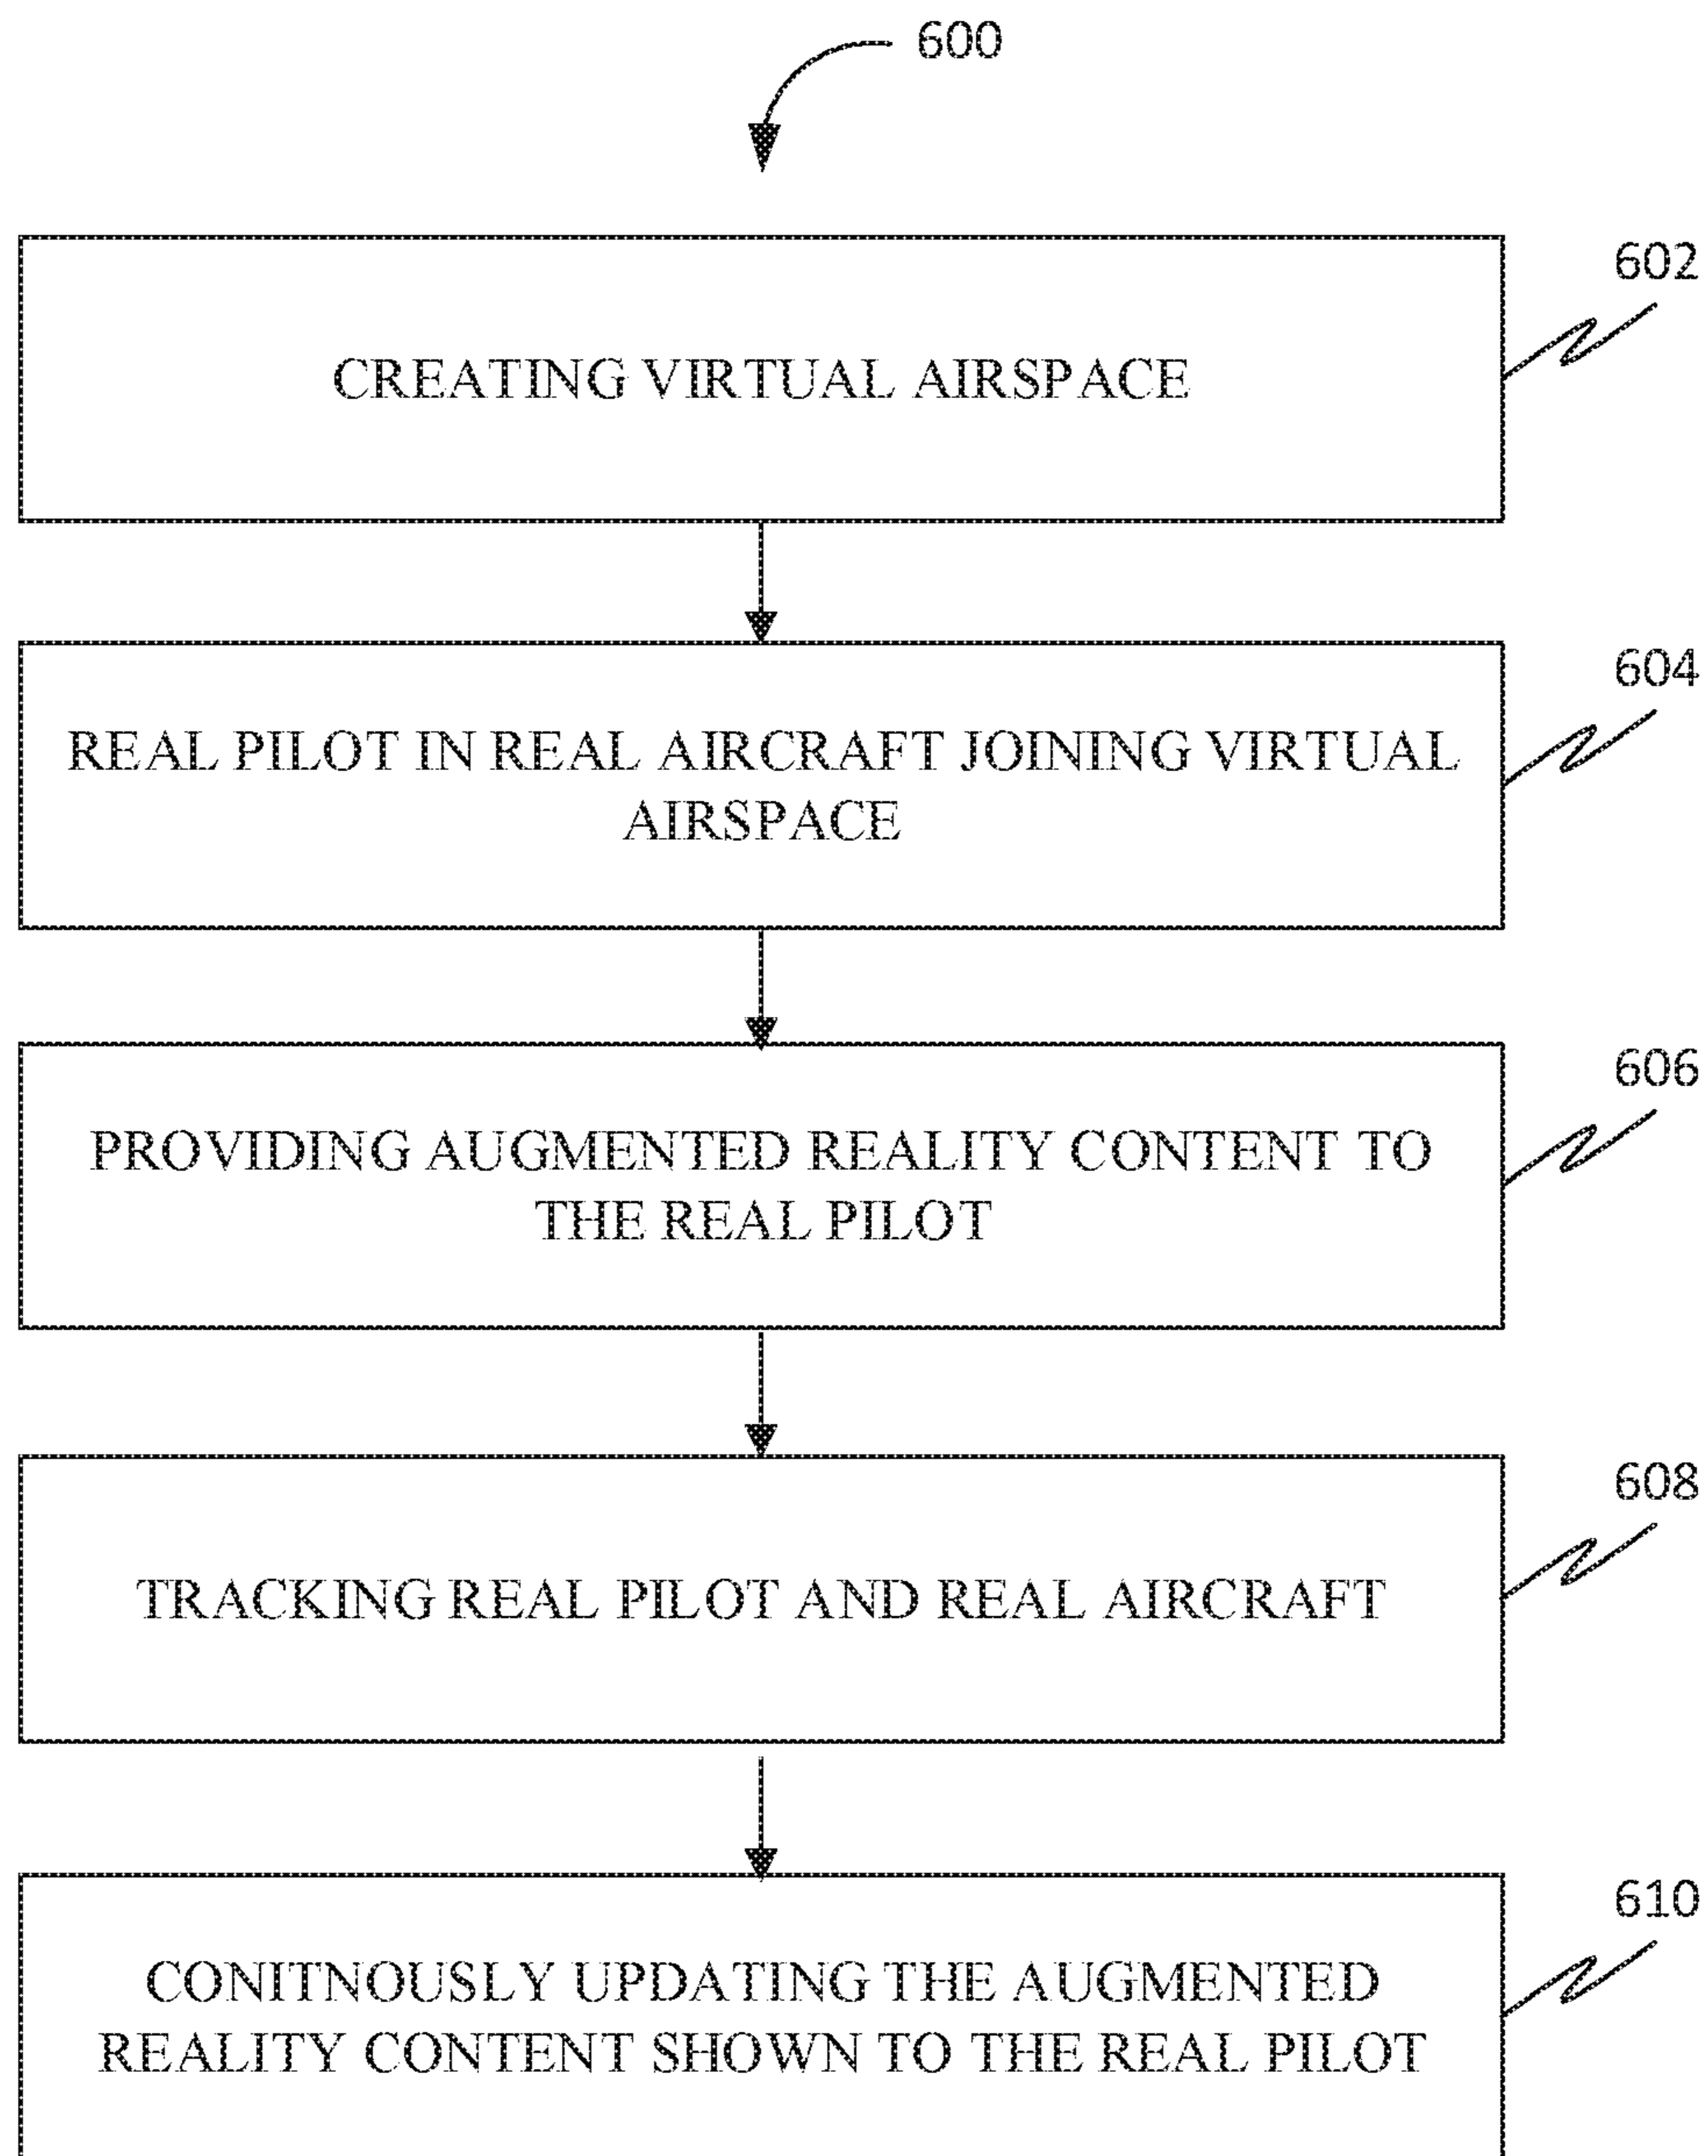 600
602
CREATING VIRTUAL AIRSPACE
604
REAL PILOT IN REAL AIRCRAFT JOINING VIRTUAL
AIRSPACE
606
PROVIDING AUGMENTED REALITY CONTENT TO
THE REAL PILOT
608
TRACKING REAL PILOT AND REAL AIRCRAFT
610
CONITNOUSLY UPDATING THE AUGMENTED
REALITY CONTENT SHOWN TO THE REAL PILOT